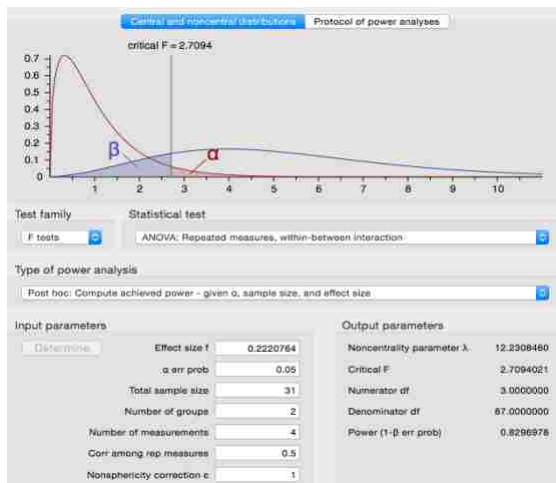 Central and noncentral distributions Protocol of power analyses
critical F = 2.7094
0.7
0.6
0.5
0.4
0.3
0.2
0.1
0
β α
1 2 3 4 5 6 7 8 9 10
Test family Statistical test
F tests ANOVA: Repeated measures, within-between interaction
Type of power analysis
Post hoc: Compute achieved power - given α, sample size, and effect size
Input parameters Output parameters
Determine Effect size f 0.2220764 Noncentrality parameter λ 12.2308460
α err prob 0.05 Critical F 2.7094021
Total sample size 31 Numerator df 3.0000000
Number of groups 2 Denominator df 87.0000000
Number of measurements 4 Power (1-β err prob) 0.8296978
Corr among rep measures 0.5
Nonsphericity correction ε 1